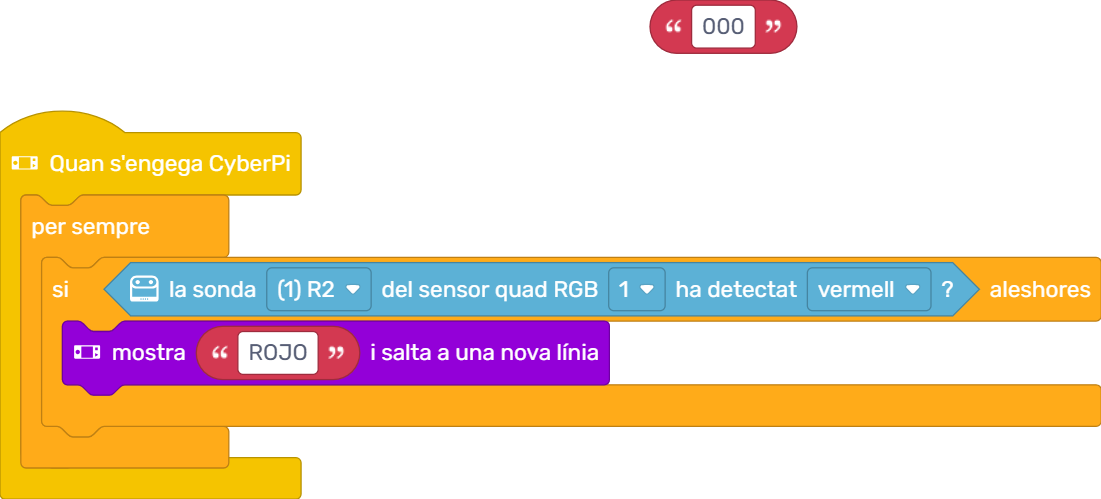 “ 000 ”
Quan s'engega CyberPi
per sempre
si la sonda (1) R2 del sensor quad RGB 1 ha detectat vermell ? aleshores
mostra “ ROJO ” i salta a una nova línia